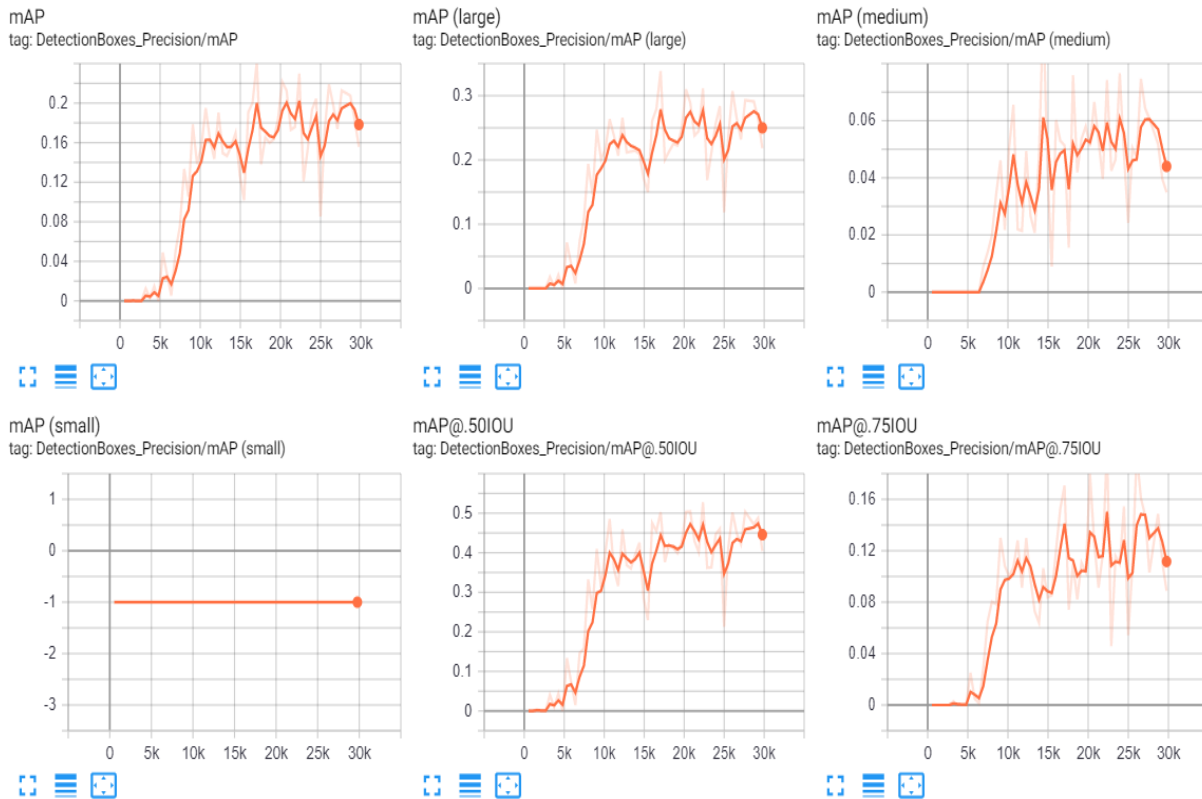 mAP
tag: DetectionBoxes_Precision/mAP
0.2
0.16
0.12
0.08
0.04
0
0 5k 10k 15k 20k 25k 30k
mAP (large)
tag: DetectionBoxes_Precision/mAP (large)
0.3
0.2
0.1
0
0 5k 10k 15k 20k 25k 30k
mAP (medium)
tag: DetectionBoxes_Precision/mAP (medium)
0.06
0.04
0.02
0
0 5k 10k 15k 20k 25k 30k
mAP (small)
tag: DetectionBoxes_Precision/mAP (small)
1
0
-1
-2
-3
0 5k 10k 15k 20k 25k 30k
mAP@.50IOU
tag: DetectionBoxes_Precision/mAP@.50IOU
0.5
0.4
0.3
0.2
0.1
0
0 5k 10k 15k 20k 25k 30k
mAP@.75IOU
tag: DetectionBoxes_Precision/mAP@.75IOU
0.16
0.12
0.08
0.04
0
0 5k 10k 15k 20k 25k 30k